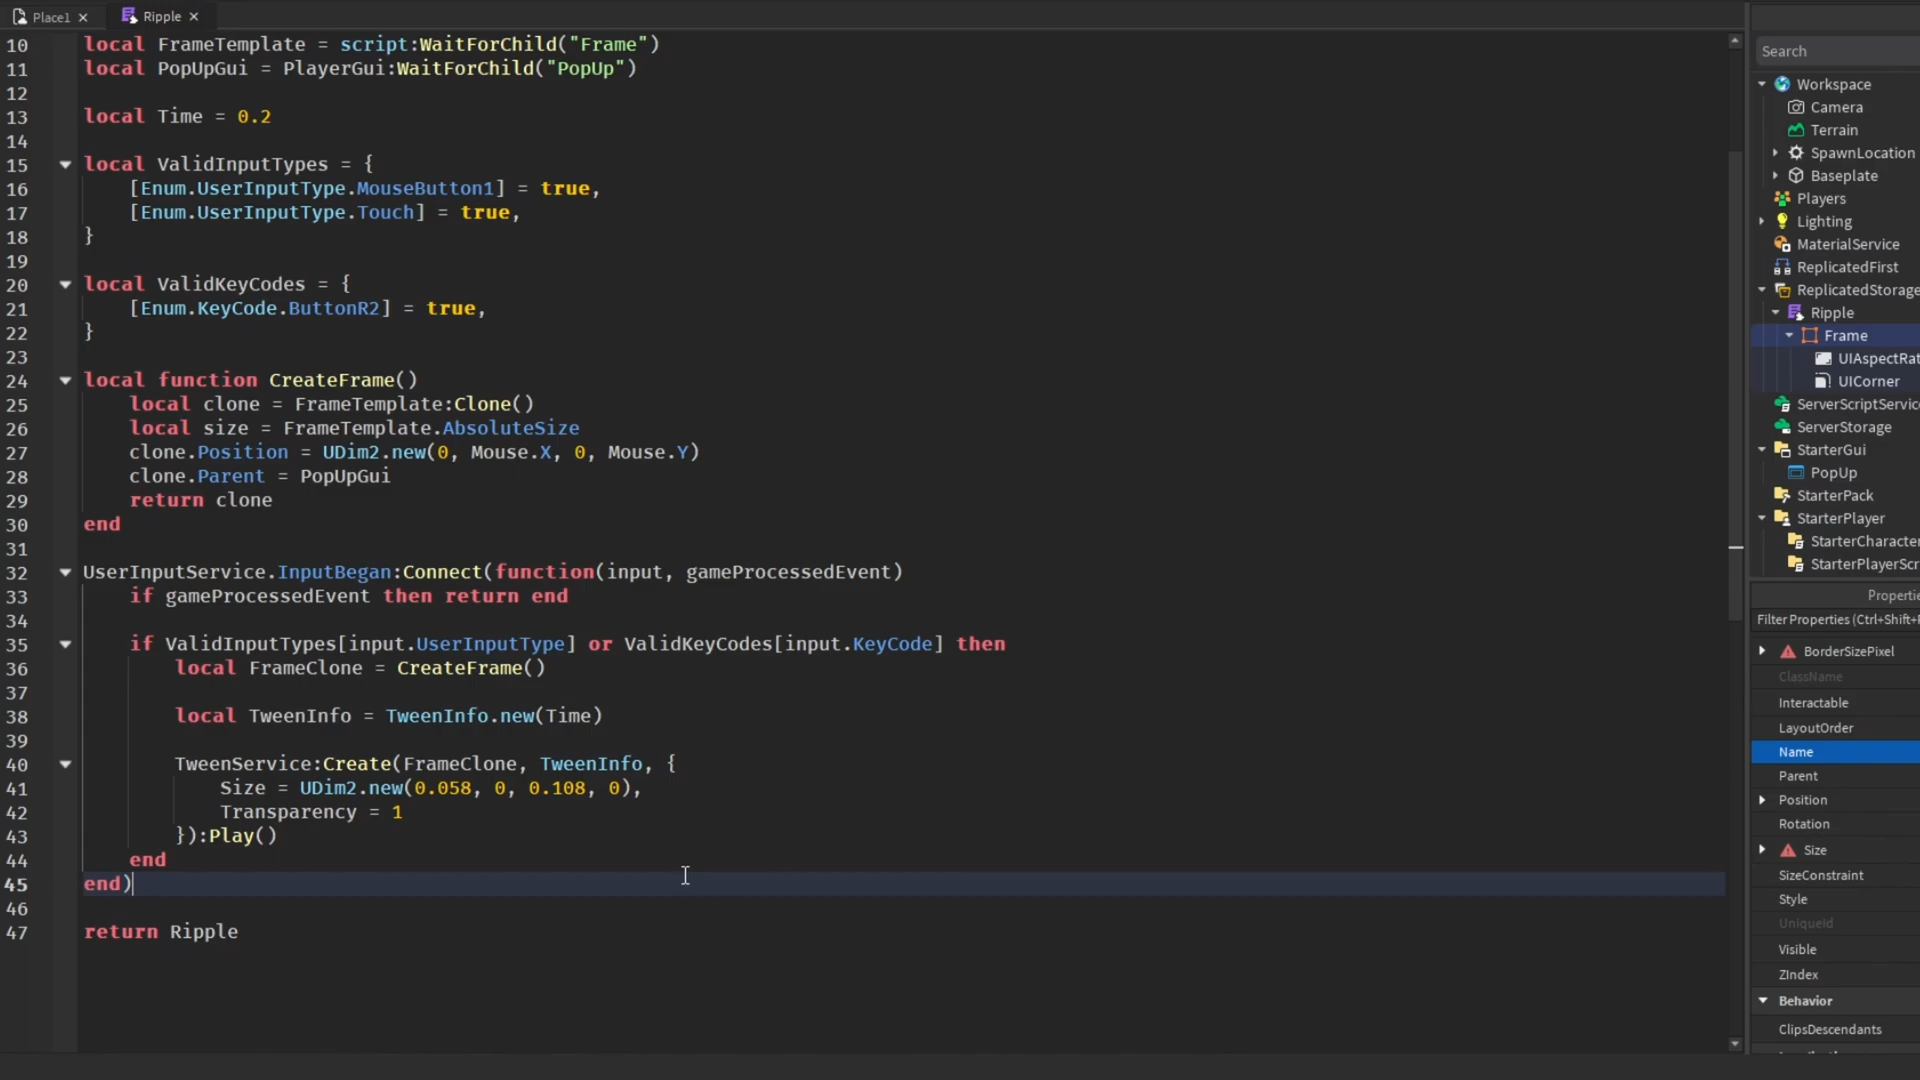 Place1
Ripple
10 local FrameTemplate = script:WaitForChild("Frame")
11 local PopUpGui = PlayerGui:WaitForChild("PopUp")
12
13 local Time = 0.2
14
15 local ValidInputTypes = {
16 [Enum.UserInputType.MouseButton1] = true,
17 [Enum.UserInputType.Touch] = true,
18 }
19
20 local ValidKeyCodes = {
21 [Enum.KeyCode.ButtonR2] = true,
22 }
23
24 local function CreateFrame()
25 local clone = FrameTemplate:Clone()
26 local size = FrameTemplate.AbsoluteSize
27 clone.Position = UDim2.new(0, Mouse.X, 0, Mouse.Y)
28 clone.Parent = PopUpGui
29 return clone
30 end
31
32 UserInputService.InputBegan:Connect(function(input, gameProcessedEvent)
33 if gameProcessedEvent then return end
34
35 if ValidInputTypes[input.UserInputType] or ValidKeyCodes[input.KeyCode] then
36 local FrameClone = CreateFrame()
37
38 local TweenInfo = TweenInfo.new(Time)
39
40 TweenService:Create(FrameClone, TweenInfo, {
41 Size = UDim2.new(0.058, 0, 0.108, 0),
42 Transparency = 1
43 }):Play()
44 end
45 end)
46
47 return Ripple
Search
Workspace
Camera
Terrain
SpawnLocation
Baseplate
Players
Lighting
MaterialService
ReplicatedFirst
ReplicatedStorage
Ripple
Frame
UIAspectRat
UICorner
ServerScriptService
ServerStorage
StarterGui
PopUp
StarterPack
StarterPlayer
StarterCharacter
StarterPlayerScr
Properti
Filter Properties (Ctrl+Shift+
BorderSizePixel
ClassName
Interactable
LayoutOrder
Name
Parent
Position
Rotation
Size
SizeConstraint
Style
UniqueId
Visible
ZIndex
Behavior
ClipsDescendants